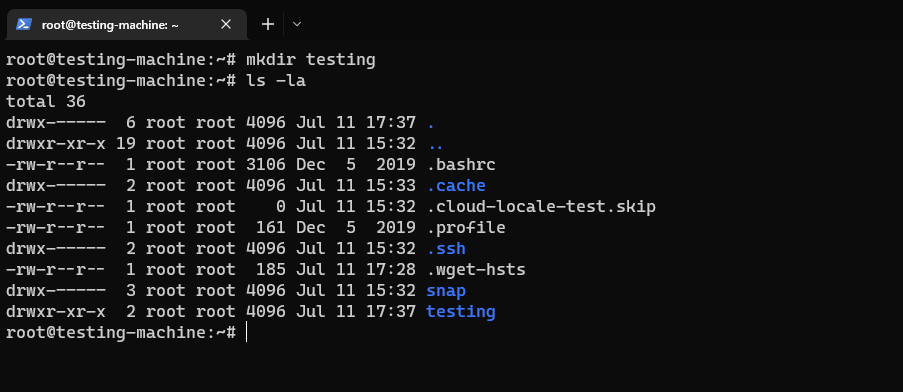 root@testing-machine: ~
root@testing-machine:~# mkdir testing
root@testing-machine:~# ls -la
total 36
drwx------  6 root root 4096 Jul 11 17:37 .
drwxr-xr-x 19 root root 4096 Jul 11 15:32 ..
-rw-r--r--  1 root root 3106 Dec  5  2019 .bashrc
drwx------  2 root root 4096 Jul 11 15:33 .cache
-rw-r--r--  1 root root    0 Jul 11 15:32 .cloud-locale-test.skip
-rw-r--r--  1 root root  161 Dec  5  2019 .profile
drwx------  2 root root 4096 Jul 11 15:32 .ssh
-rw-r--r--  1 root root  185 Jul 11 17:28 .wget-hsts
drwx------  3 root root 4096 Jul 11 15:32 snap
drwxr-xr-x  2 root root 4096 Jul 11 17:37 testing
root@testing-machine:~#